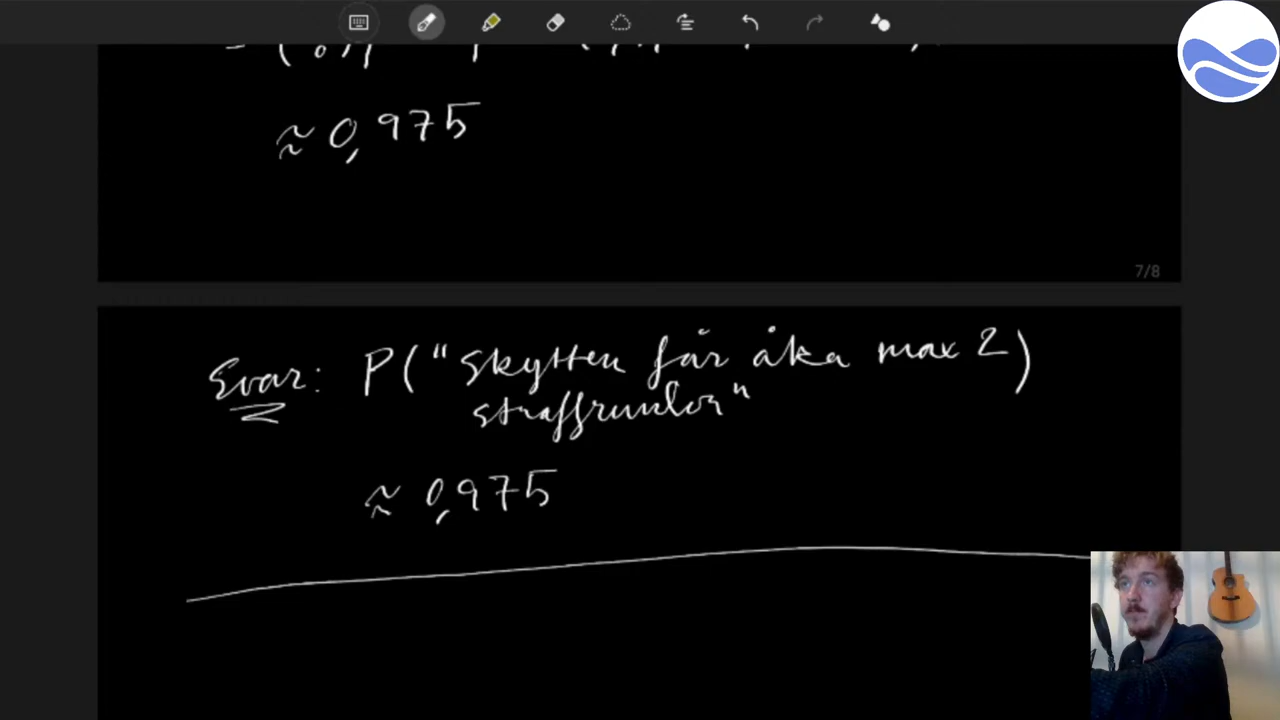 ≈ 0,975
7/8
Svar: P("Skytten får åka max 2)
straffrundor"
≈ 0,975